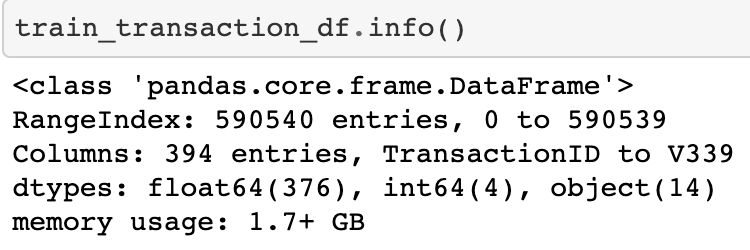 train_transaction_df.info()
<class 'pandas.core.frame.DataFrame'>
RangeIndex: 590540 entries, 0 to 590539
Columns: 394 entries, TransactionID to V339
dtypes: float64(376), int64(4), object(14)
memory usage: 1.7+ GB